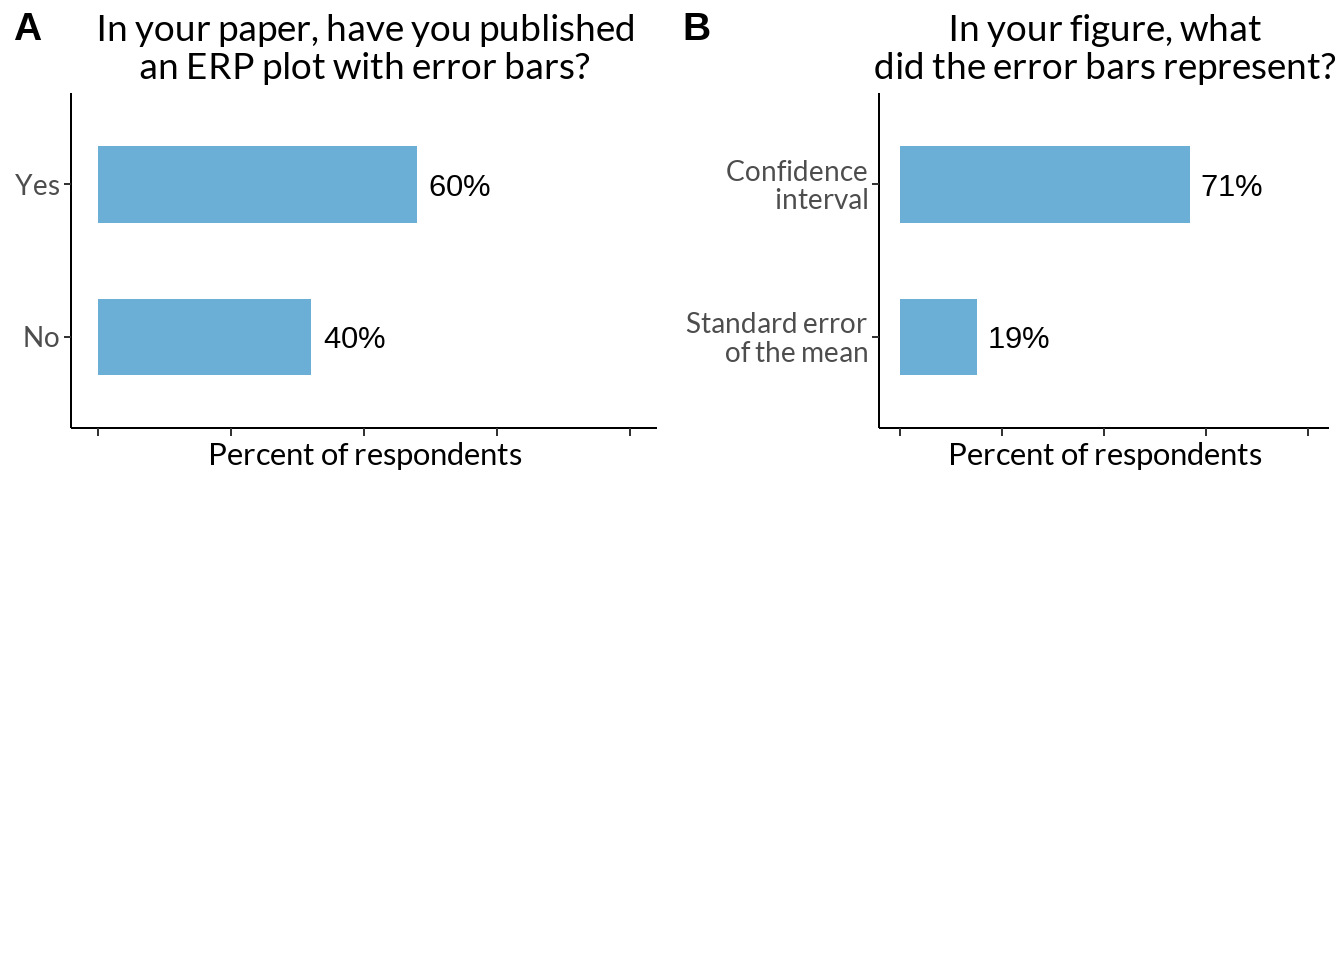 A
In your paper, have you published
an ERP plot with error bars?
Yes
60%
No
40%
Percent of respondents
B
In your figure, what
did the error bars represent?
Confidence
interval
71%
Standard error
of the mean
19%
Percent of respondents